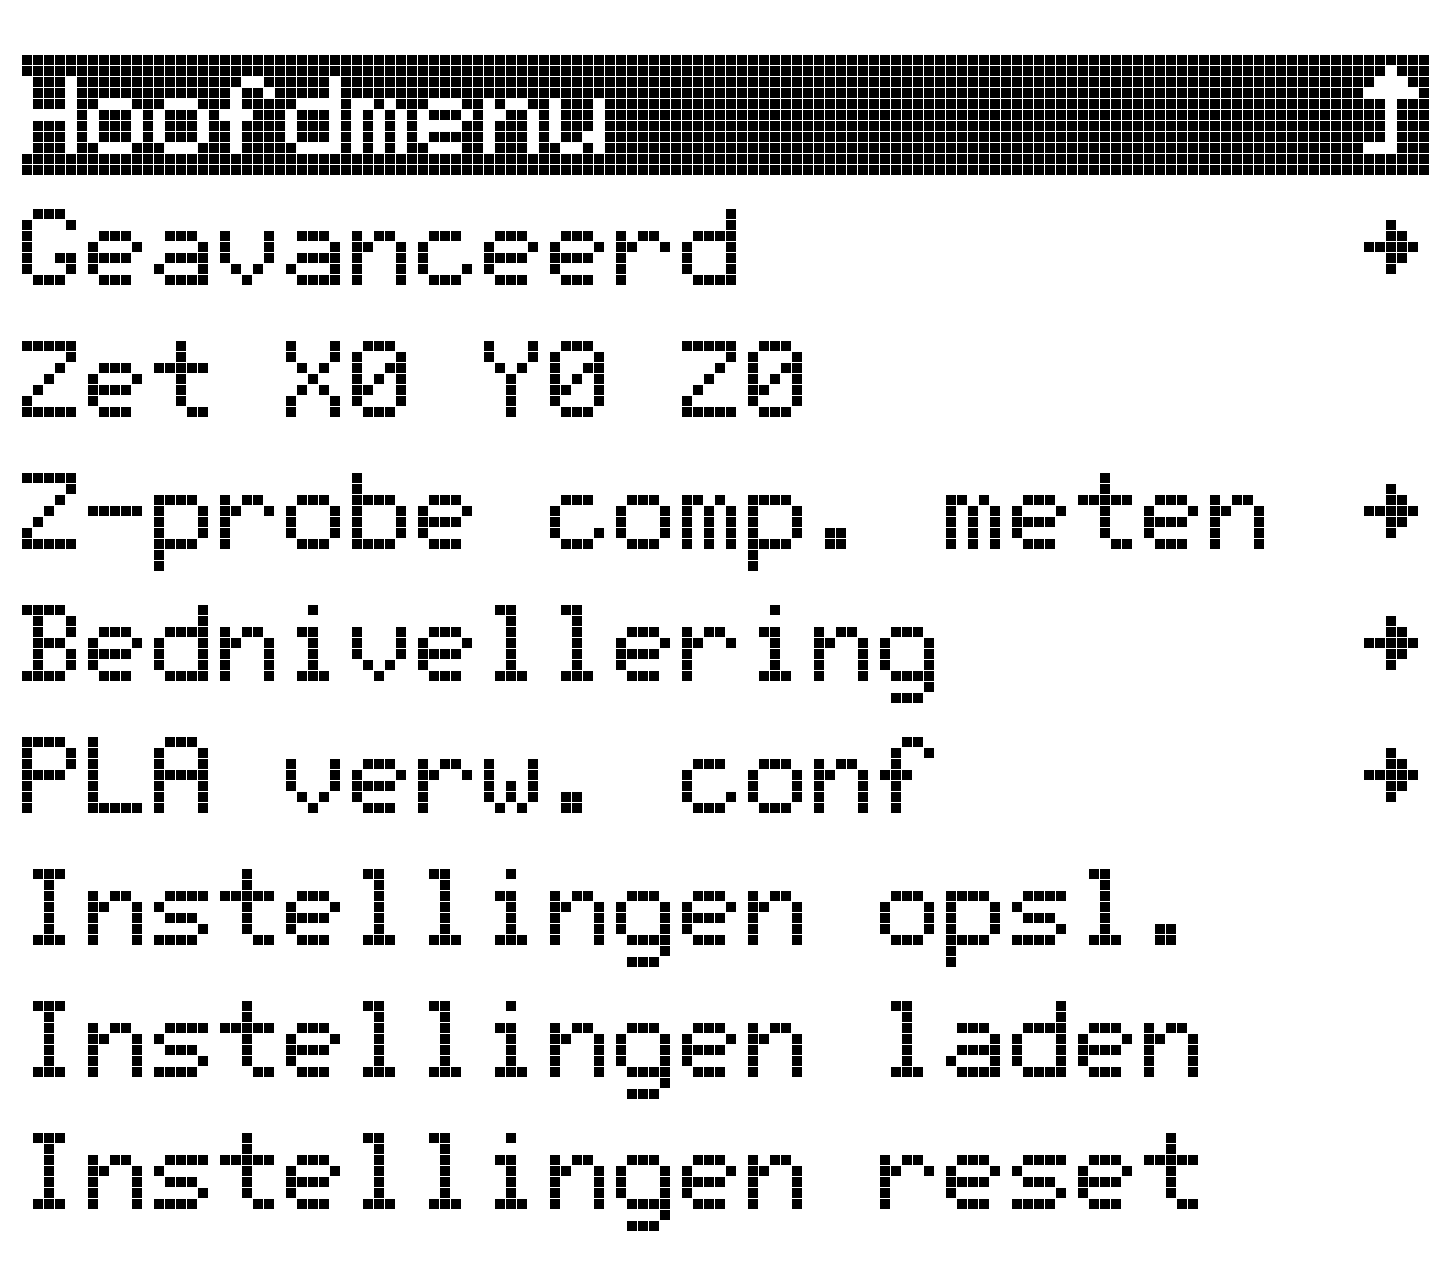 Hoofdmenu ↑
Geavanceerd →
Zet X0 Y0 Z0
Z-probe comp. meten →
Bednivellering →
PLA verw. conf →
Instellingen opsl.
Instellingen laden
Instellingen reset